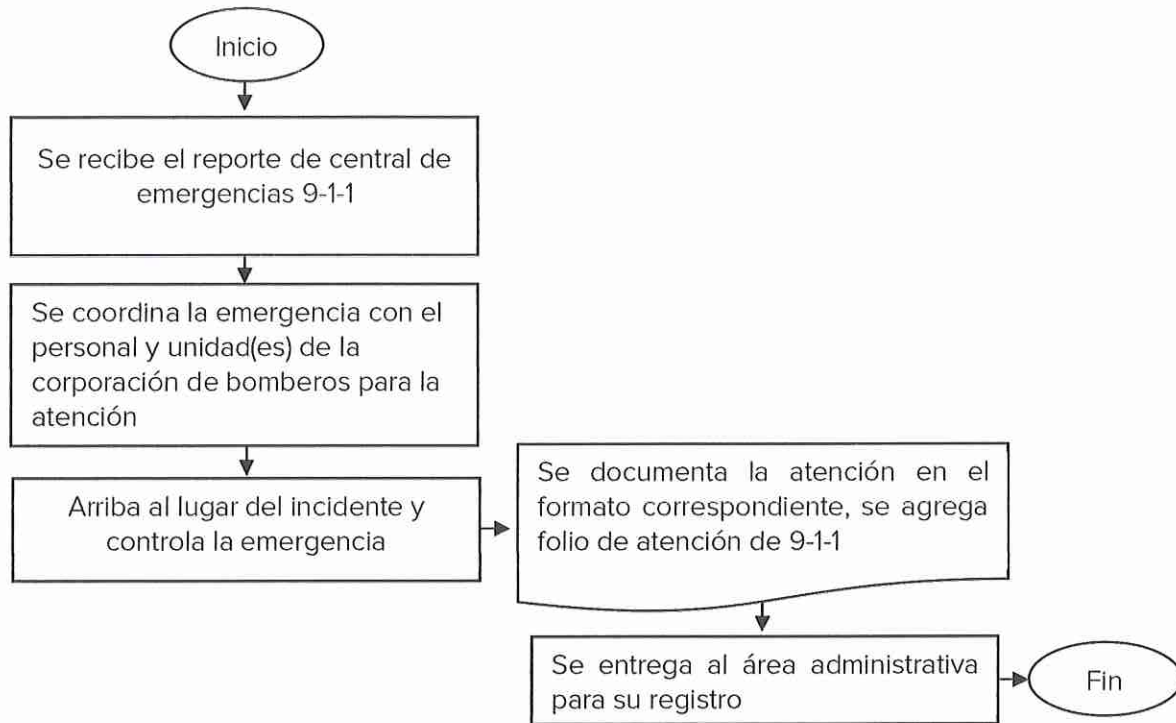 Inicio
Se recibe el reporte de central de
emergencias 9-1-1
Se coordina la emergencia con el
personal y unidad(es) de la
corporación de bomberos para la
atención
Arriba al lugar del incidente y
controla la emergencia
Se documenta la atención en el
formato correspondiente, se agrega
folio de atención de 9-1-1
Se entrega al área administrativa
para su registro
Fin